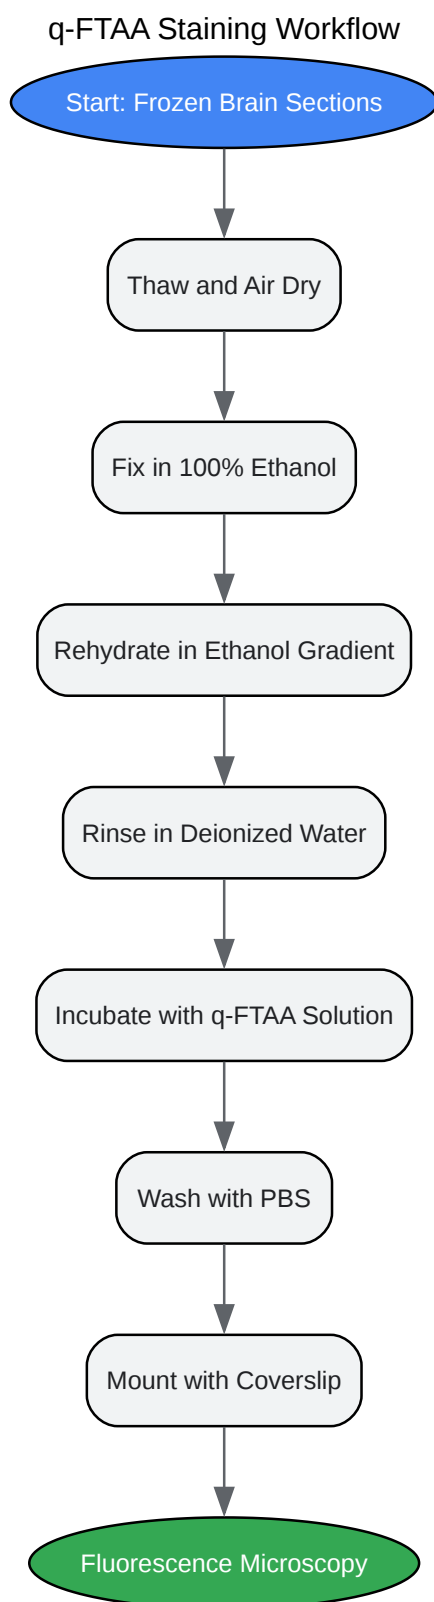 q-FTAA Staining Workflow
Start: Frozen Brain Sections
Thaw and Air Dry
Fix in 100% Ethanol
Rehydrate in Ethanol Gradient
Rinse in Deionized Water
Incubate with q-FTAA Solution
Wash with PBS
Mount with Coverslip
Fluorescence Microscopy